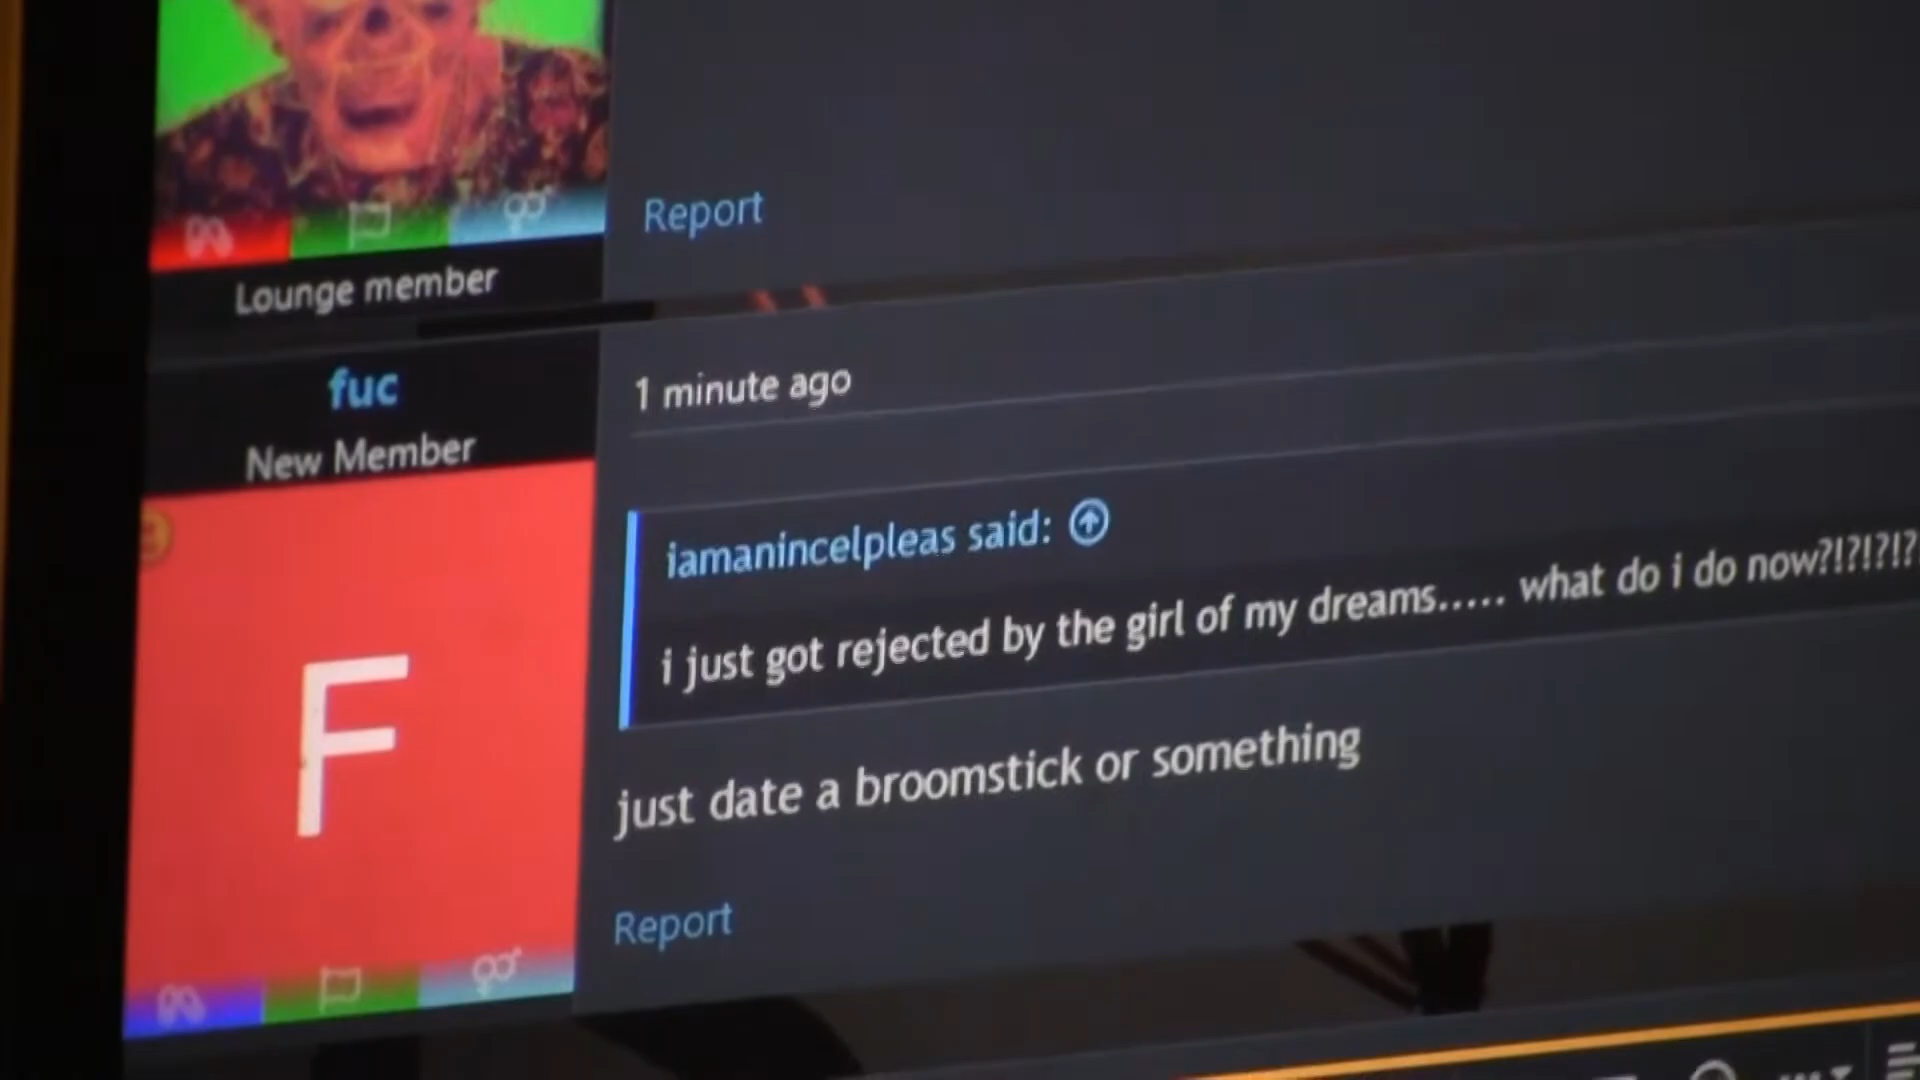 Report
Lounge member
fuc
New Member
1 minute ago
iamanincelpleas said:
i just got rejected by the girl of my dreams..... what do i do now?!?!?!?
F
just date a broomstick or something
Report